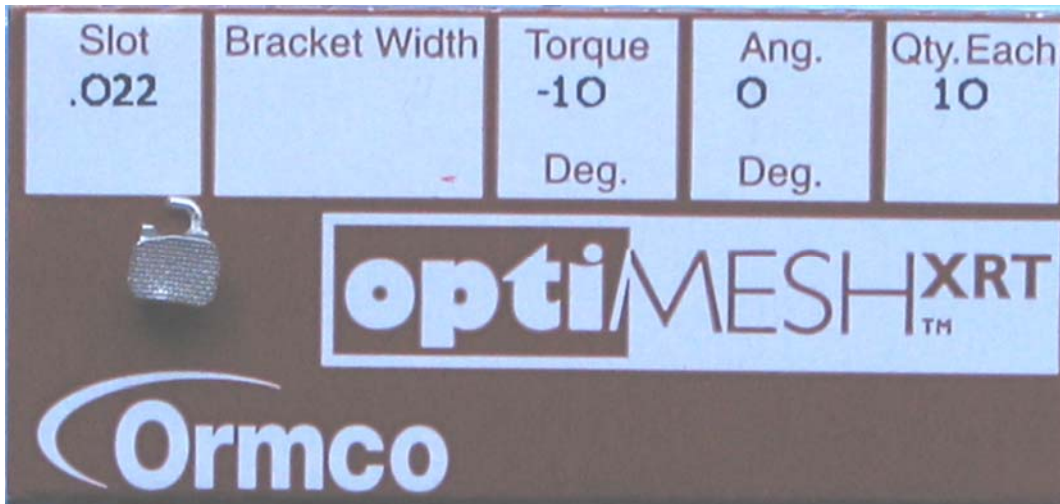 Slot Bracket Width Torque Ang. Qty. Each
.022 -10 0 10
Deg. Deg.
optiMESH XRT
TM
Ormco